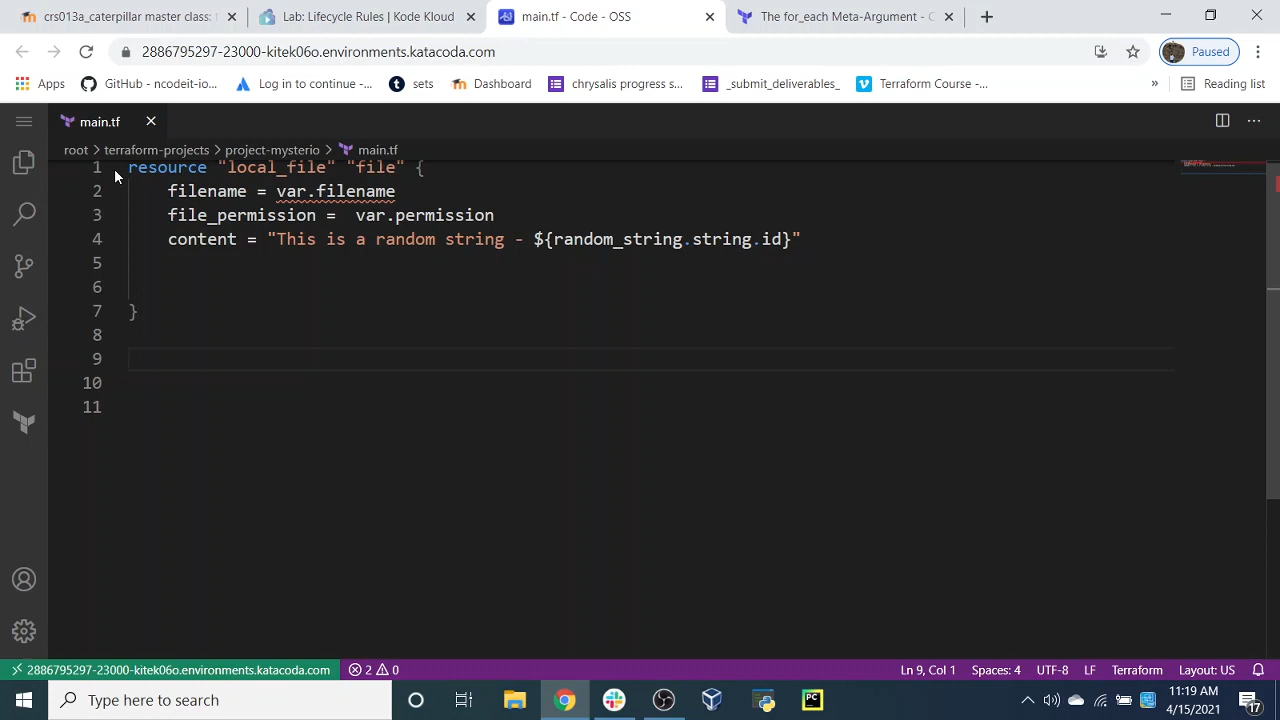 crs013a_caterpillar master class:
Lab: Lifecycle Rules | Kode Kloud
main.tf - Code - OSS
The for_each Meta-Argument - C
2886795297-23000-kitek06o.environments.katacoda.com
Paused
Apps
GitHub - ncodeit-io...
Log in to continue -...
sets
Dashboard
chrysalis progress s...
_submit_deliverables_
Terraform Course -...
»
Reading list
main.tf
root > terraform-projects > project-mysterio > main.tf
1 resource "local_file" "file" {
2 filename = var.filename
3 file_permission =  var.permission
4 content = "This is a random string - ${random_string.string.id}"
5
6
7 }
8
9
10
11
2886795297-23000-kitek06o.environments.katacoda.com
2
0
Ln 9, Col 1
Spaces: 4
UTF-8
LF
Terraform
Layout: US
Type here to search
PC
11:19 AM
4/15/2021
17